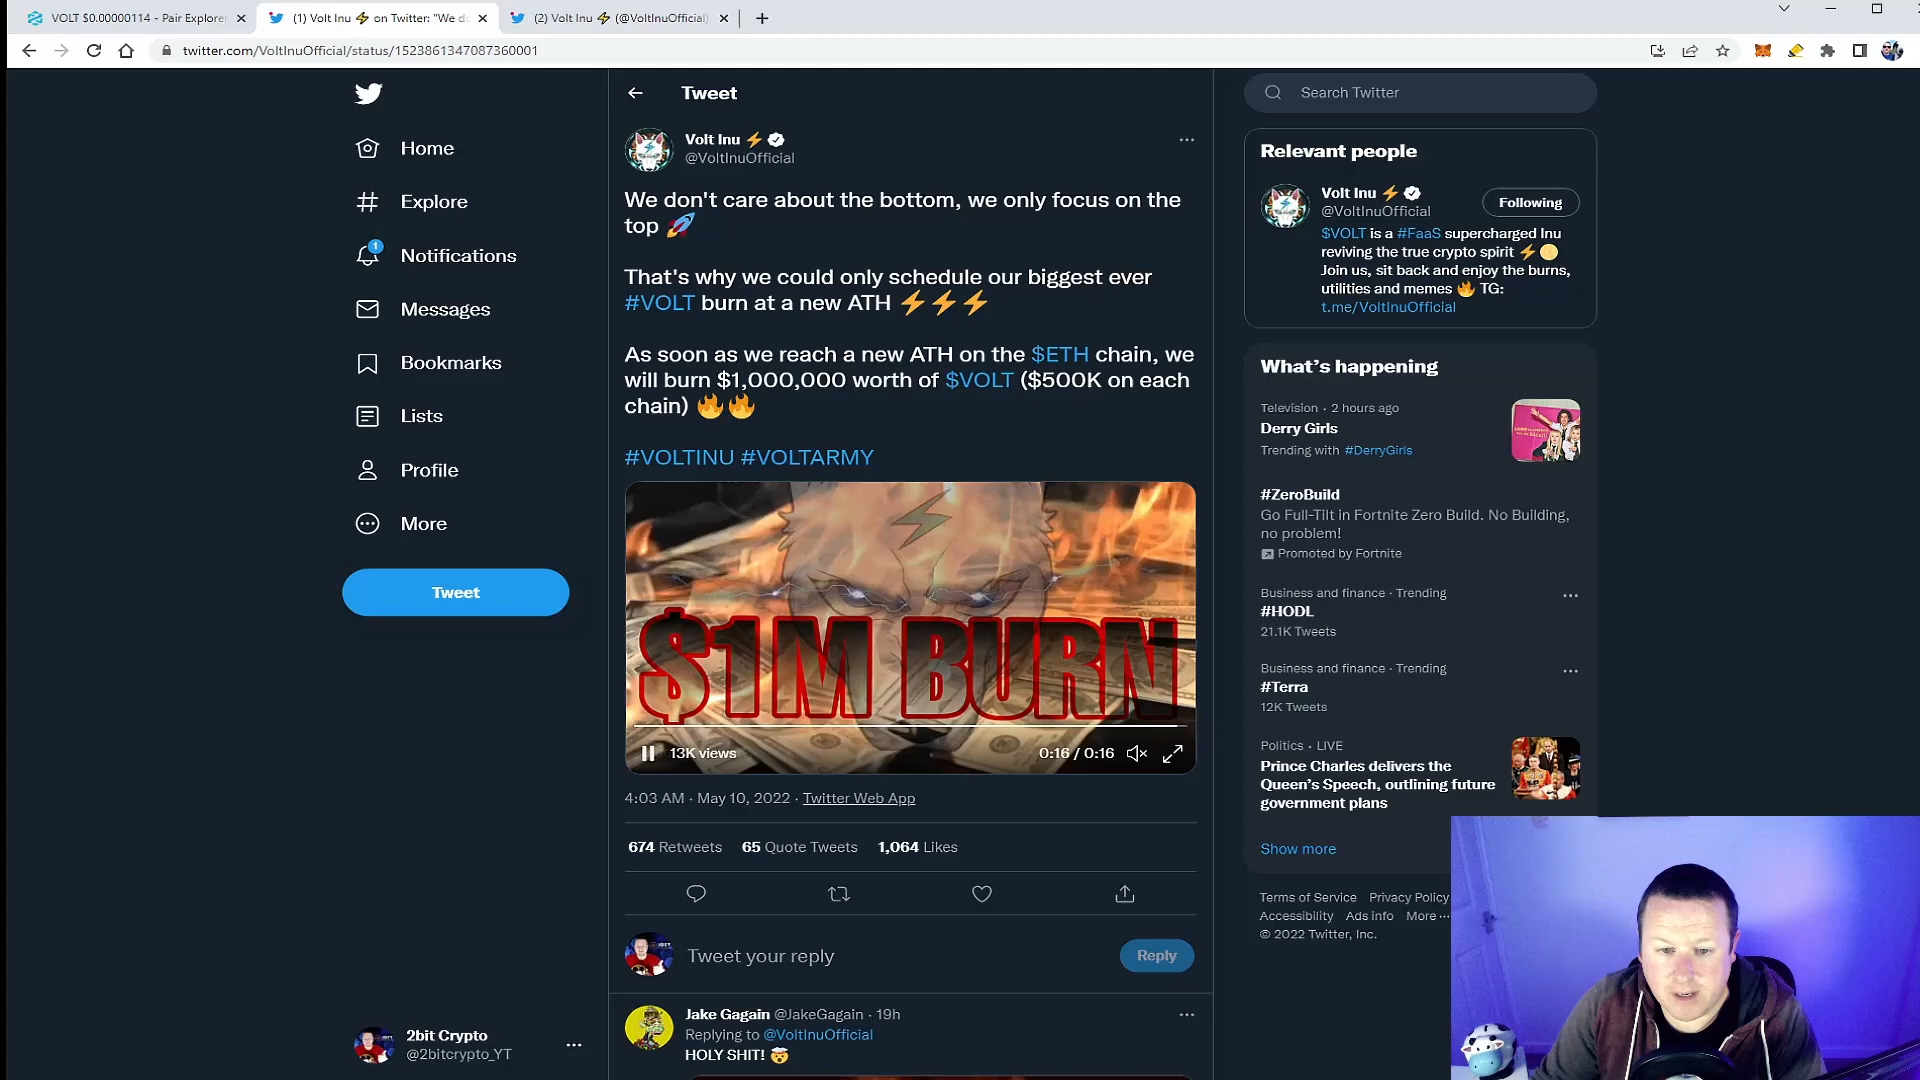 VOLT $0.00000114 - Pair Explorer
(1) Volt Inu ⚡ on Twitter: "We do
(2) Volt Inu ⚡ (@VoltInuOfficial)
twitter.com/VoltInuOfficial/status/1523861347087360001
Home
Explore
1
Notifications
Messages
Bookmarks
Lists
Profile
More
Tweet
2bit Crypto
@2bitcrypto_YT
Tweet
Volt Inu ⚡
@VoltInuOfficial
We don't care about the bottom, we only focus on the
top 🚀
That's why we could only schedule our biggest ever
#VOLT burn at a new ATH ⚡⚡⚡
As soon as we reach a new ATH on the $ETH chain, we
will burn $1,000,000 worth of $VOLT ($500K on each
chain) 🔥🔥
#VOLTINU #VOLTARMY
$1M BURN
13K views
0:16 / 0:16
4:03 AM · May 10, 2022 · Twitter Web App
674 Retweets 65 Quote Tweets 1,064 Likes
Tweet your reply
Reply
Jake Gagain @JakeGagain · 19h
Replying to @VoltInuOfficial
HOLY SHIT! 🤯
Search Twitter
Relevant people
Volt Inu ⚡
@VoltInuOfficial
Following
$VOLT is a #FaaS supercharged Inu
reviving the true crypto spirit ⚡🌕
Join us, sit back and enjoy the burns,
utilities and memes 🔥 TG:
t.me/VoltInuOfficial
What's happening
Television · 2 hours ago
Derry Girls
Trending with #DerryGirls
#ZeroBuild
Go Full-Tilt in Fortnite Zero Build. No Building,
no problem!
Promoted by Fortnite
Business and finance · Trending
#HODL
21.1K Tweets
Business and finance · Trending
#Terra
12K Tweets
Politics · LIVE
Prince Charles delivers the
Queen's Speech, outlining future
government plans
Show more
Terms of Service Privacy Policy
Accessibility Ads info More ···
© 2022 Twitter, Inc.